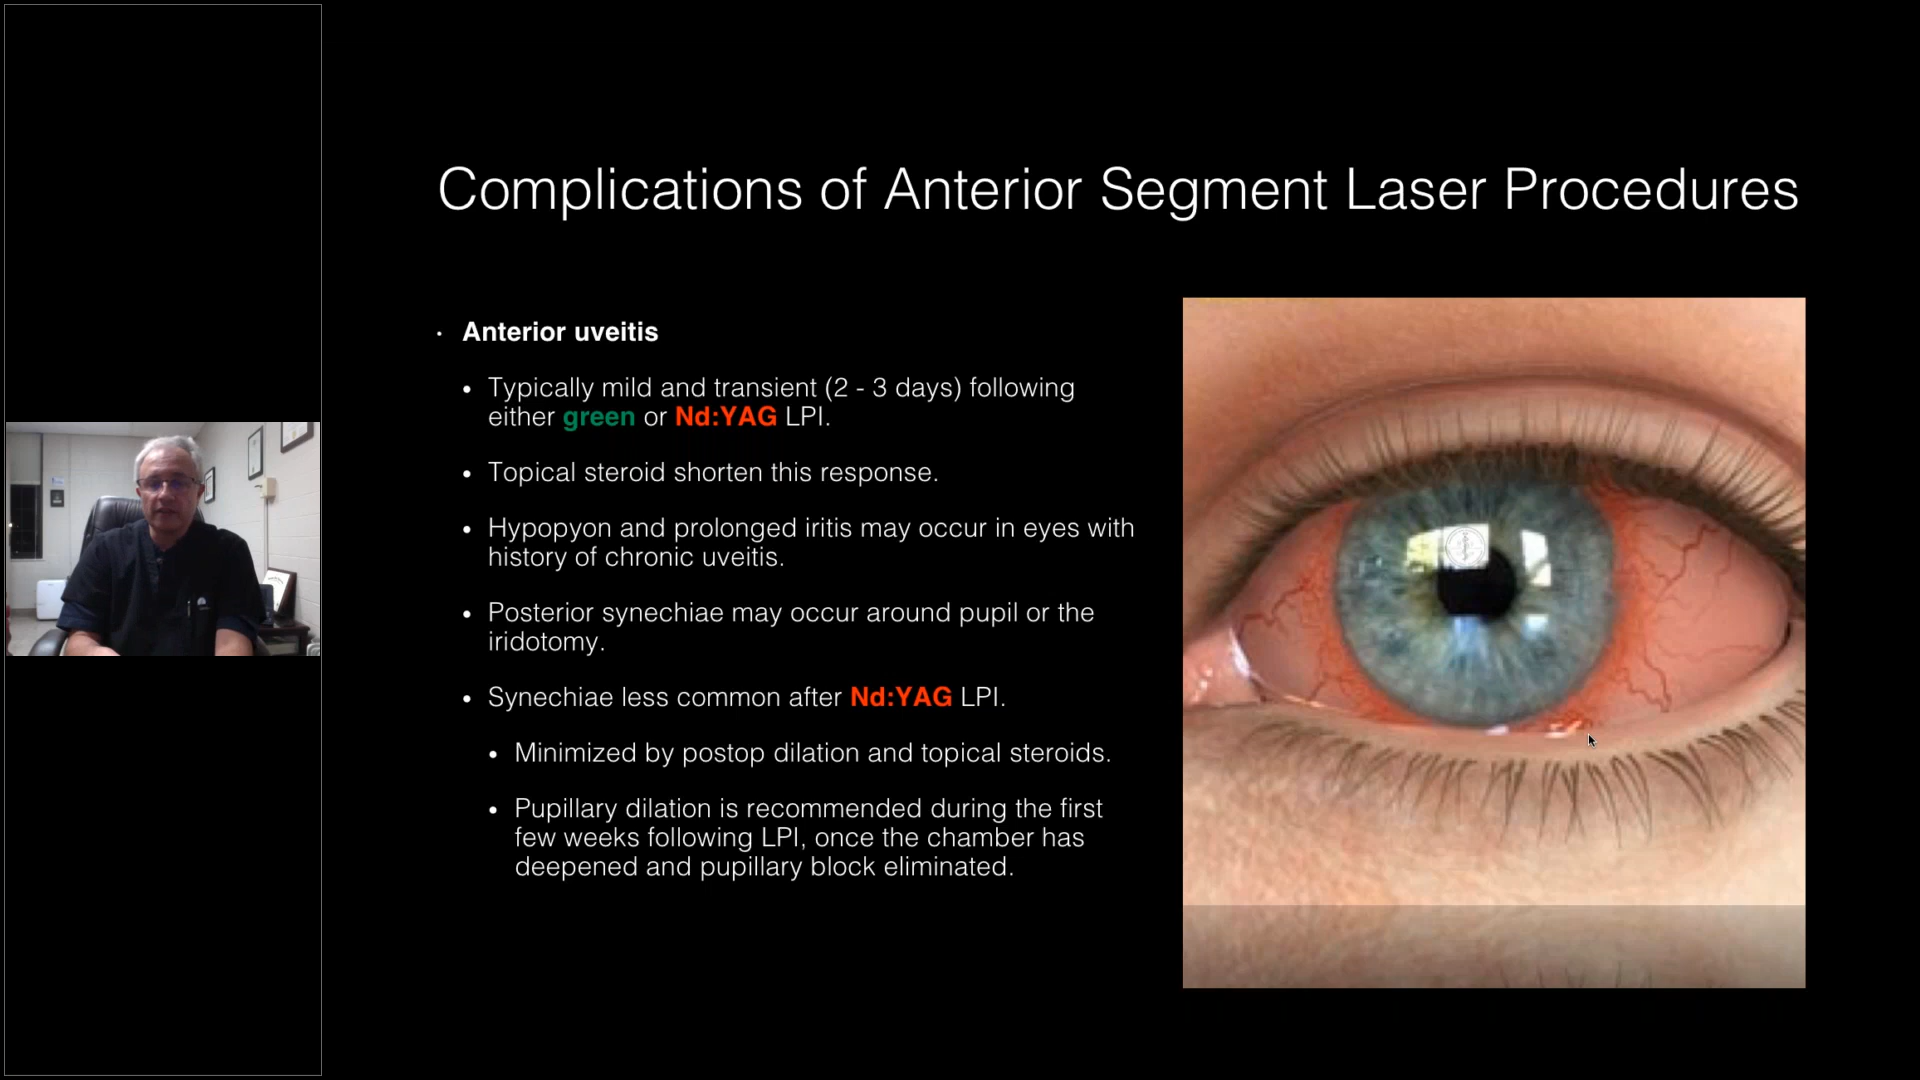 Complications of Anterior Segment Laser Procedures
• Anterior uveitis
• Typically mild and transient (2 - 3 days) following
either green or Nd:YAG LPI.
• Topical steroid shorten this response.
• Hypopyon and prolonged iritis may occur in eyes with
history of chronic uveitis.
• Posterior synechiae may occur around pupil or the
iridotomy.
• Synechiae less common after Nd:YAG LPI.
• Minimized by postop dilation and topical steroids.
• Pupillary dilation is recommended during the first
few weeks following LPI, once the chamber has
deepened and pupillary block eliminated.